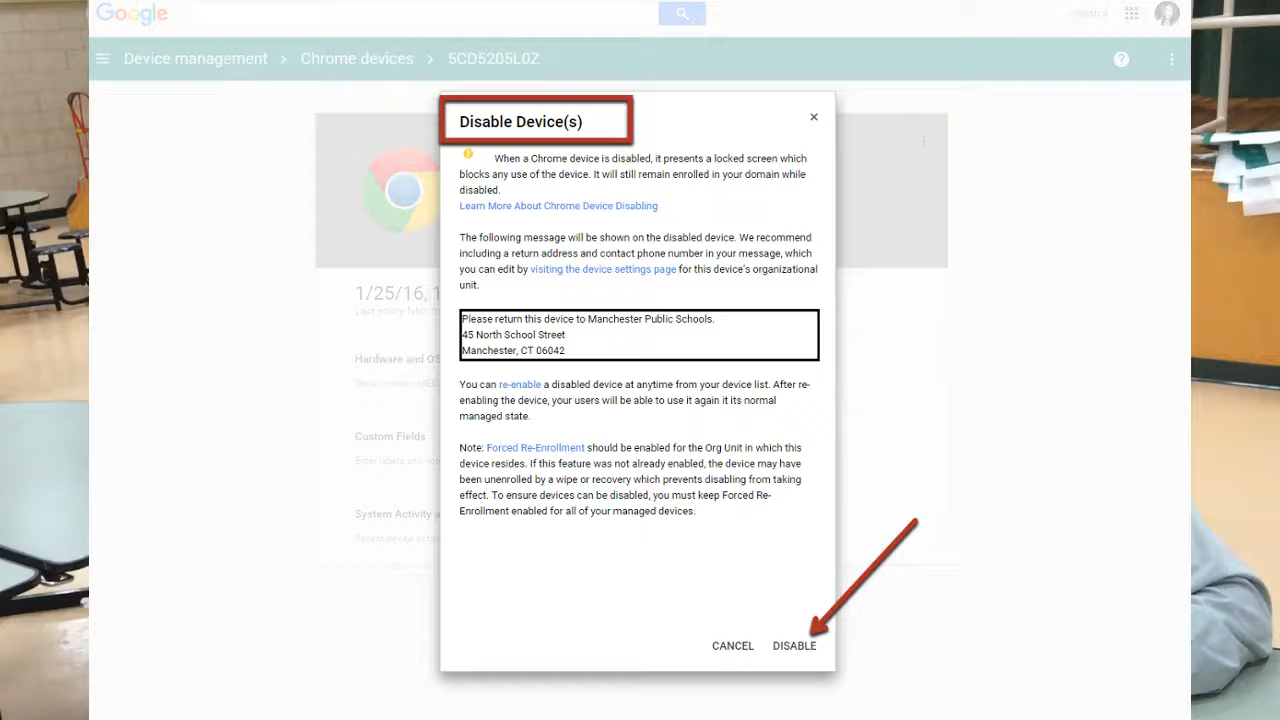 Google
Device management > Chrome devices > 5CD5205L0Z
Disable Device(s)
When a Chrome device is disabled, it presents a locked screen which
blocks any use of the device. It will still remain enrolled in your domain while
disabled.
Learn More About Chrome Device Disabling
The following message will be shown on the disabled device. We recommend
including a return address and contact phone number in your message, which
you can edit by visiting the device settings page for this device's organizational
unit.
1/25/16, 1
Last policy fetch
Please return this device to Manchester Public Schools.
45 North School Street
Manchester, CT 06042
Hardware and OS
You can re-enable a disabled device at anytime from your device list. After re-
enabling the device, your users will be able to use it again it its normal
managed state.
Custom Fields
Note: Forced Re-Enrollment should be enabled for the Org Unit in which this
device resides. If this feature was not already enabled, the device may have
been unenrolled by a wipe or recovery which prevents disabling from taking
effect. To ensure devices can be disabled, you must keep Forced Re-
Enrollment enabled for all of your managed devices.
Enter labels and
System Activity
Recent device
CANCEL DISABLE